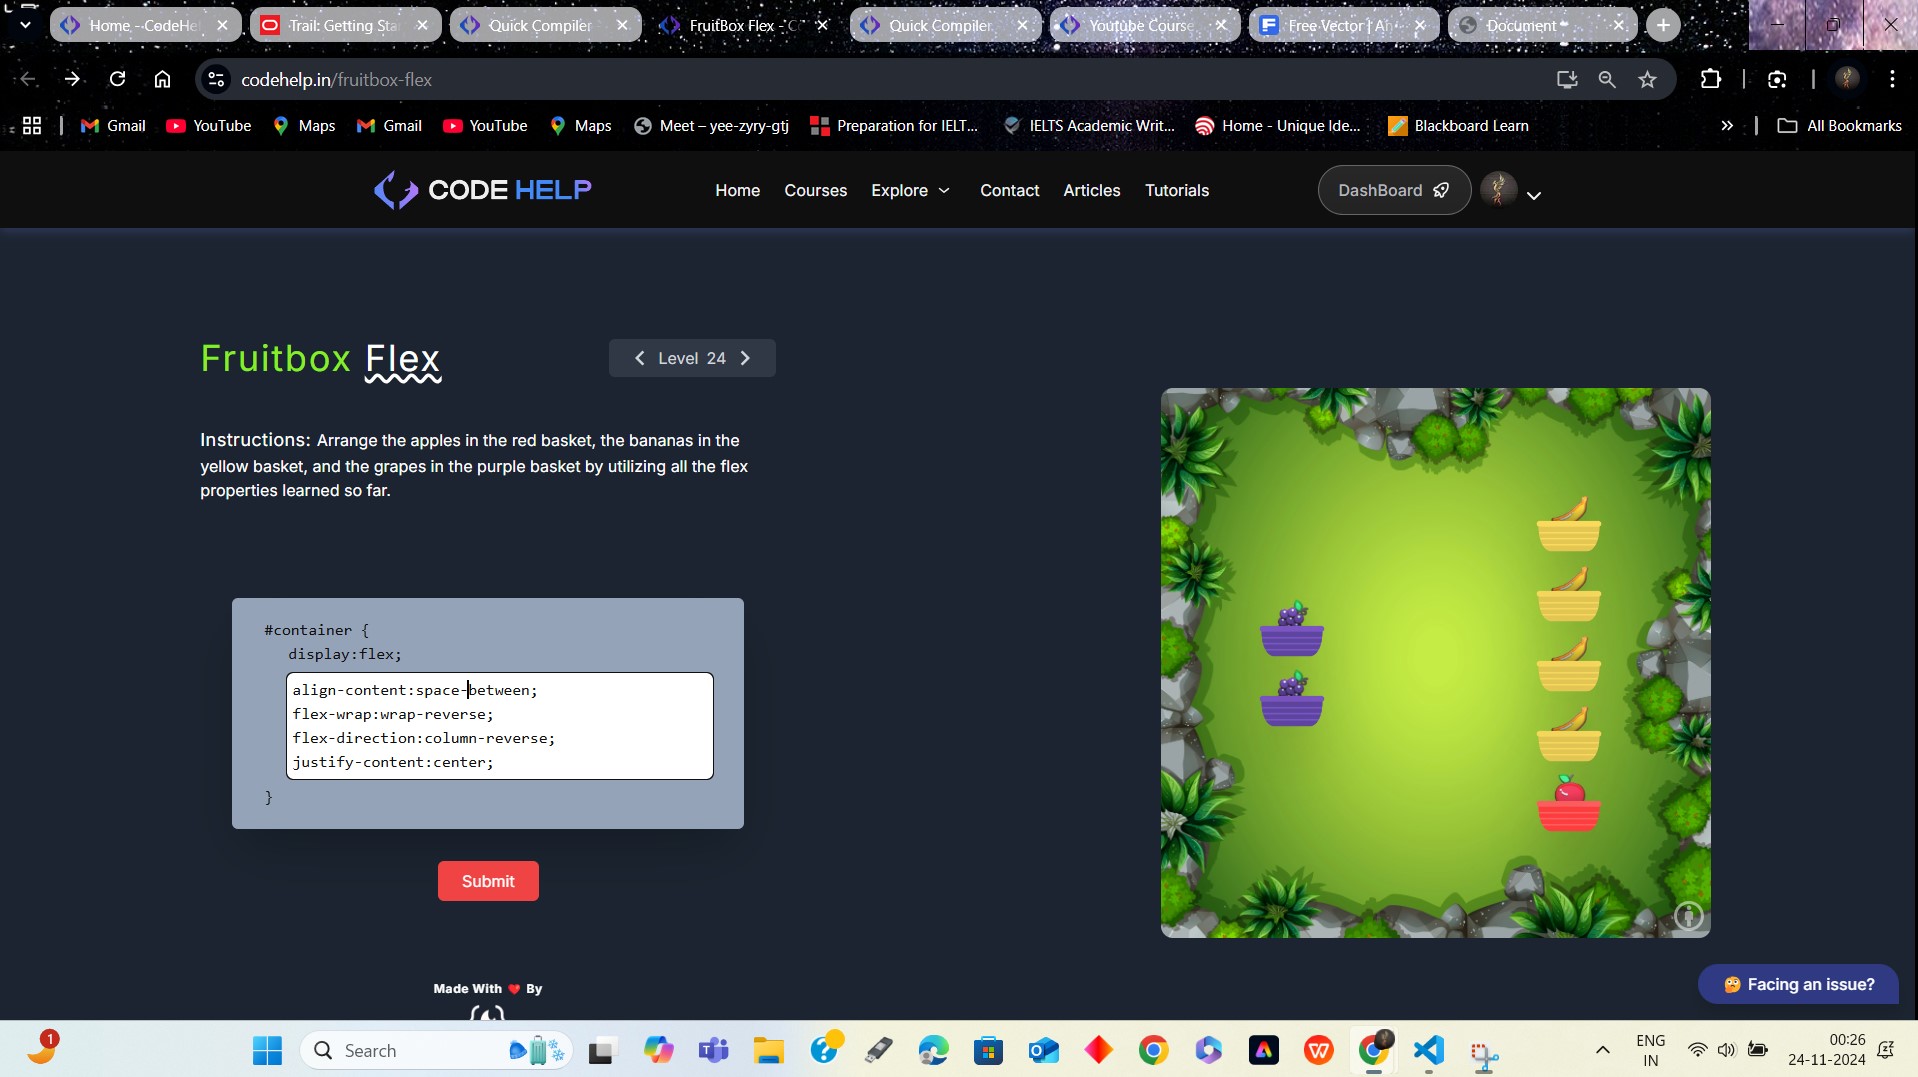 Home - CodeHe
Trail: Getting Sta
Quick Compiler
FruitBox Flex - C
Quick Compiler
Youtube Course
Free Vector | A
Document
codehelp.in/fruitbox-flex
Gmail
YouTube
Maps
Gmail
YouTube
Maps
Meet – yee-zyry-gtj
Preparation for IELT...
IELTS Academic Writ...
Home - Unique Ide...
Blackboard Learn
All Bookmarks
CODE HELP
Home
Courses
Explore
Contact
Articles
Tutorials
DashBoard
Fruitbox Flex
Level 24
Instructions: Arrange the apples in the red basket, the bananas in the
yellow basket, and the grapes in the purple basket by utilizing all the flex
properties learned so far.
#container {
display:flex;
align-content:space-between;
flex-wrap:wrap-reverse;
flex-direction:column-reverse;
justify-content:center;
}
Submit
Made With By
Facing an issue?
1
Search
ENG
IN
00:26
24-11-2024